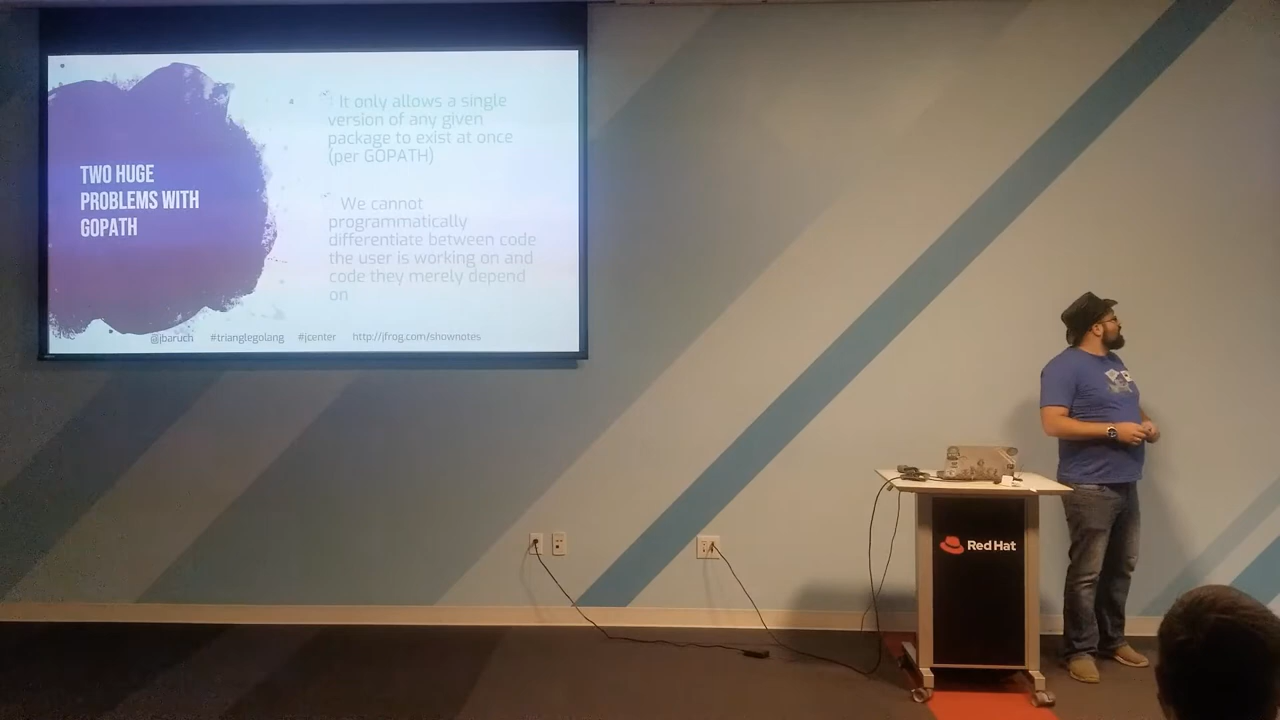 TWO HUGE
PROBLEMS WITH
GOPATH
It only allows a single
version of any given
package to exist at once
(per GOPATH)
We cannot
programmatically
differentiate between code
the user is working on and
code they merely depend
on
@jbaruch #trianglegolang #jcenter http://jfrog.com/shownotes
Red Hat